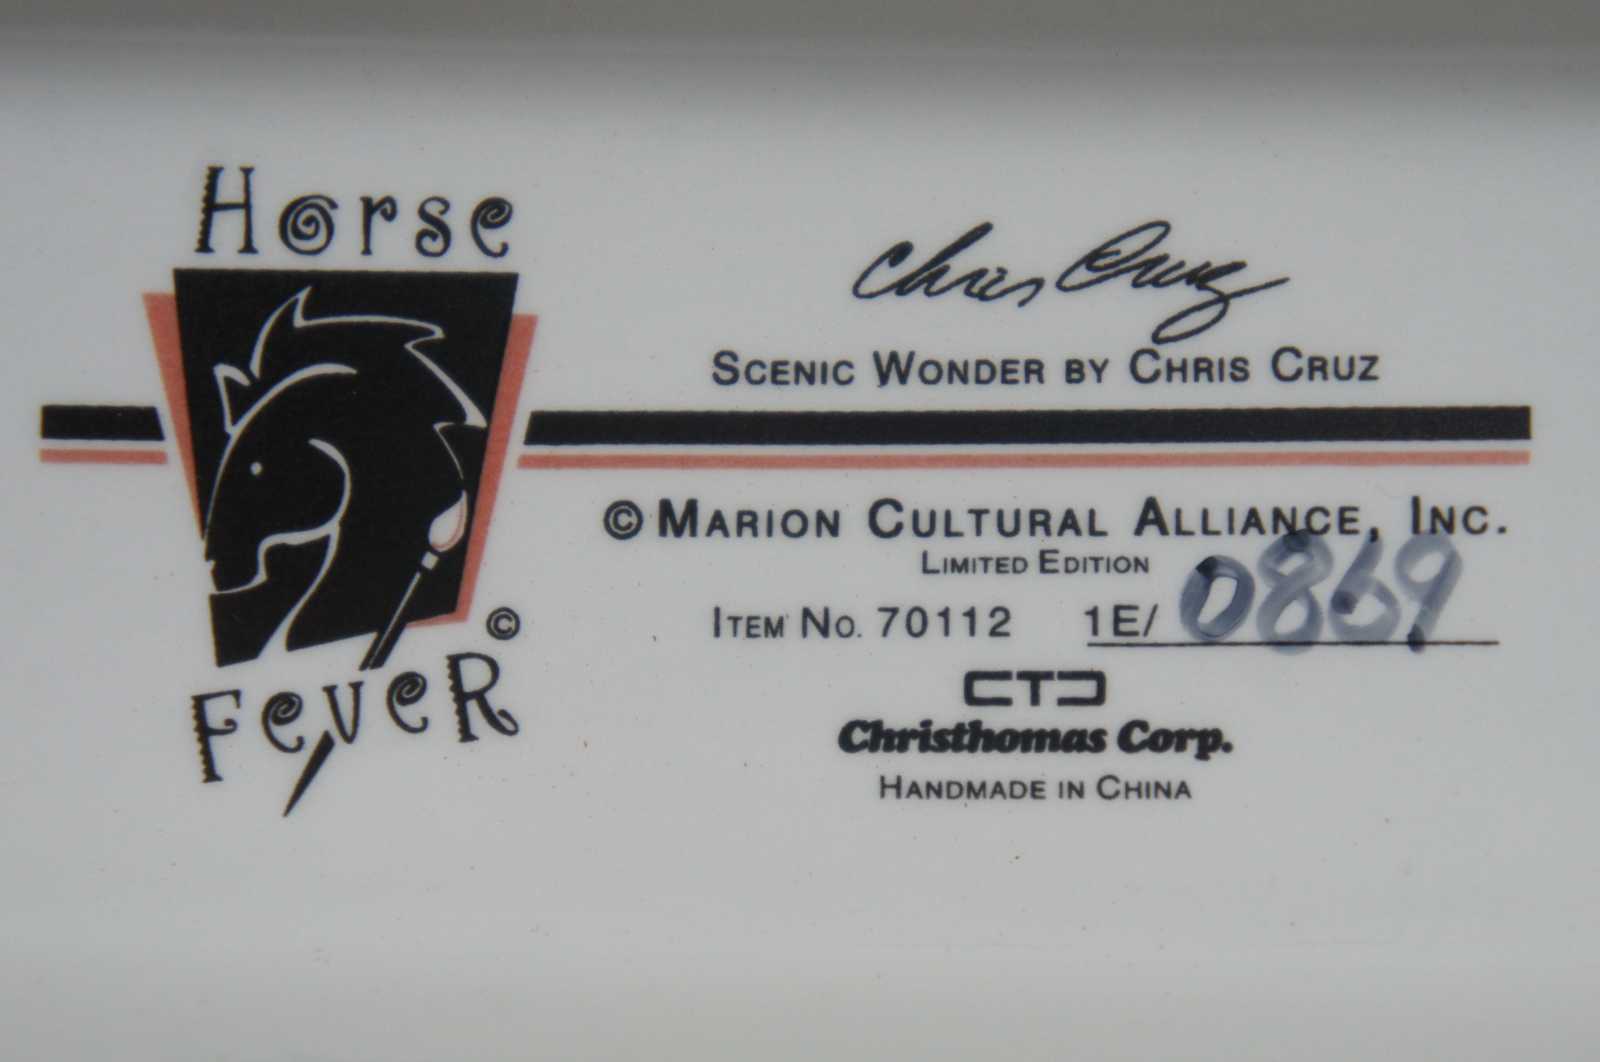 Horse
FeveR ©
Chris Cruz
SCENIC WONDER BY CHRIS CRUZ
© MARION CULTURAL ALLIANCE, INC.
LIMITED EDITION
ITEM NO. 70112 1E/ 0869
CTC
Christhomas Corp.
HANDMADE IN CHINA